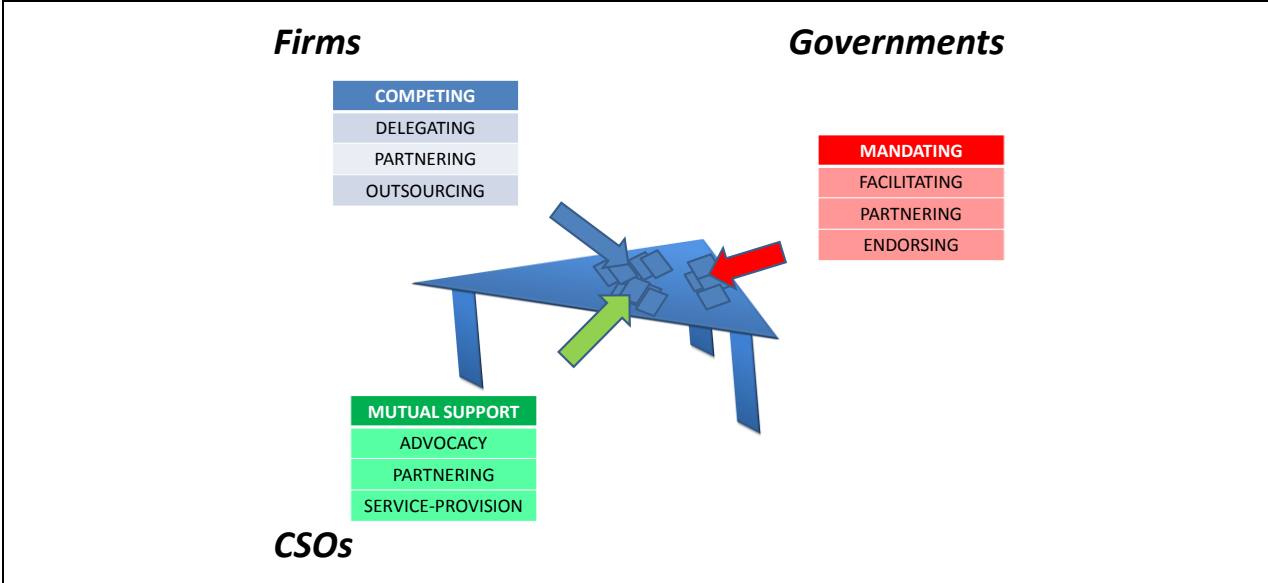 Firms
Governments
COMPETING
DELEGATING
PARTNERING
OUTSOURCING
MANDATING
FACILITATING
PARTNERING
ENDORSING
MUTUAL SUPPORT
ADVOCACY
PARTNERING
SERVICE-PROVISION
CSOs